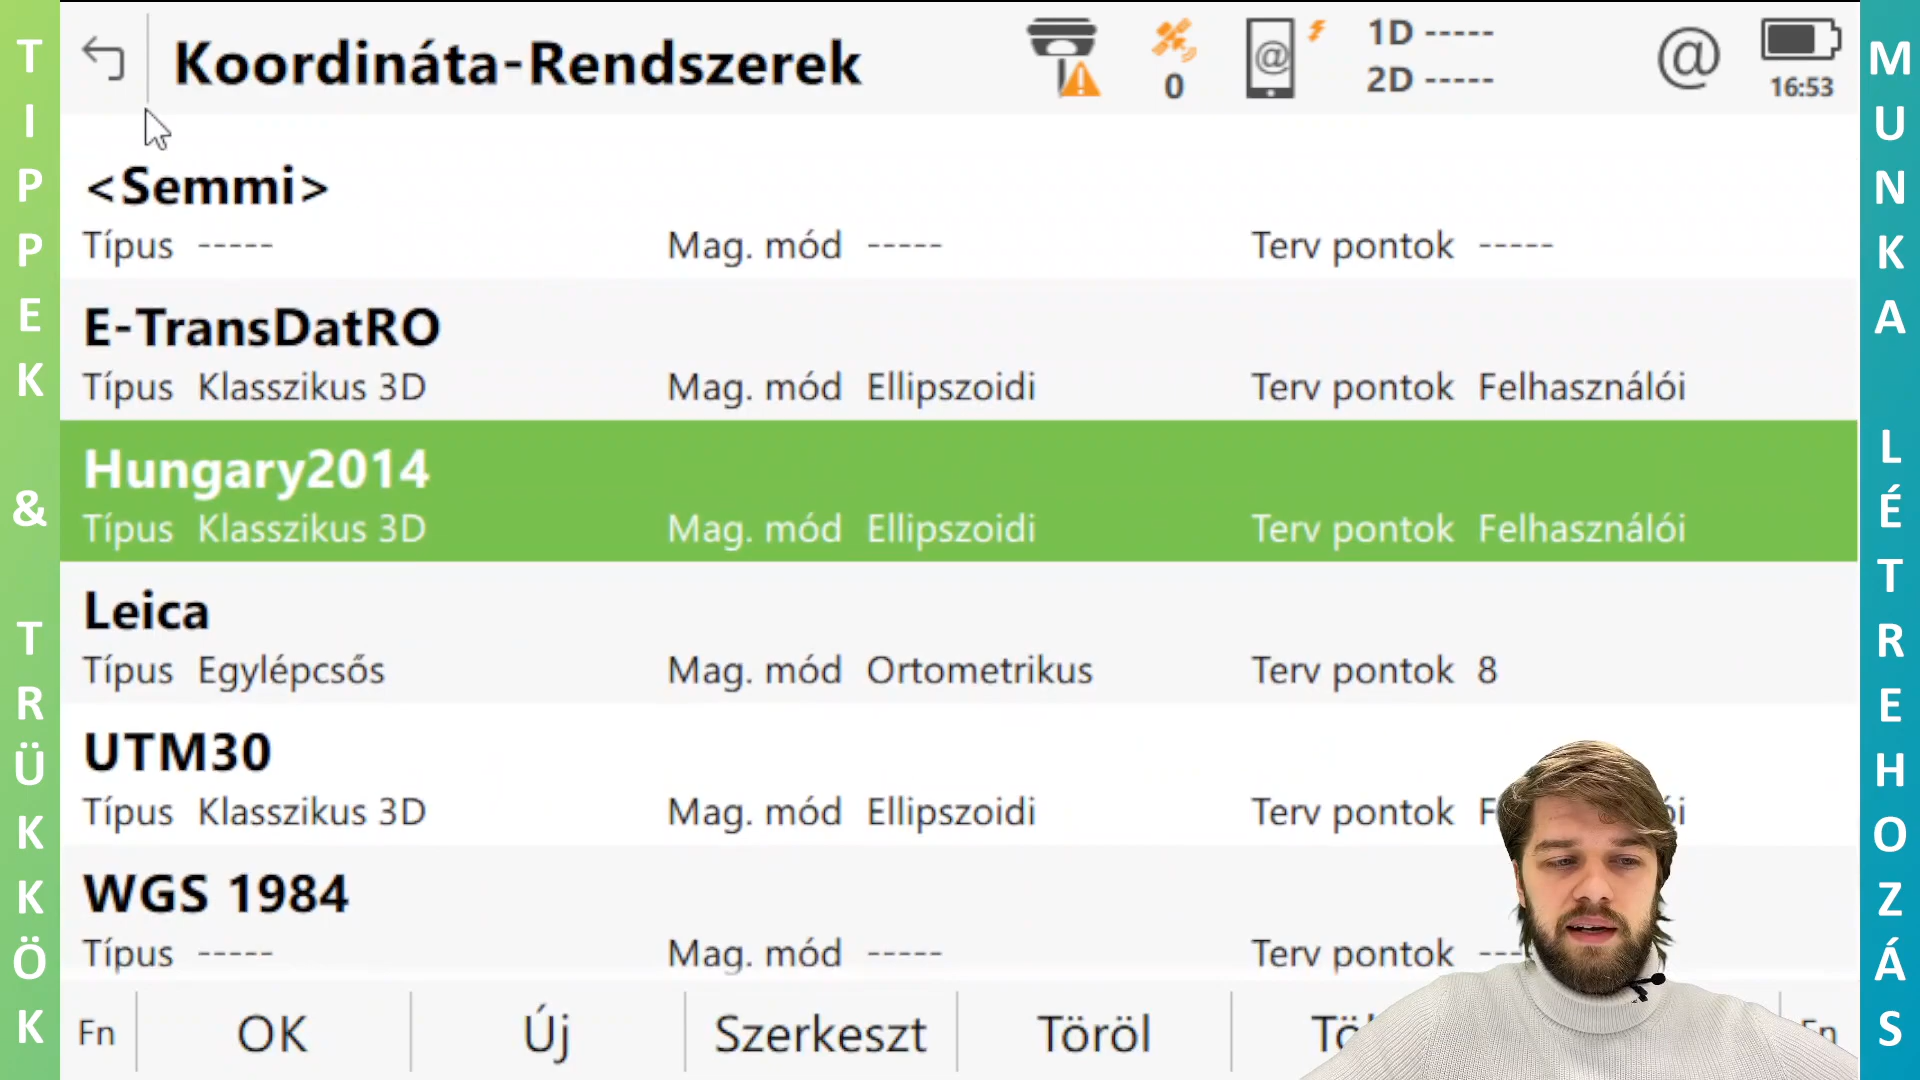 TIPPEK & TRÜKKÖK
Koordináta-Rendszerek
0
@
1D -----
2D -----
@
16:53
<Semmi>
Típus ----- Mag. mód ----- Terv pontok -----
E-TransDatRO
Típus Klasszikus 3D Mag. mód Ellipszoidi Terv pontok Felhasználói
Hungary2014
Típus Klasszikus 3D Mag. mód Ellipszoidi Terv pontok Felhasználói
Leica
Típus Egylépcsős Mag. mód Ortometrikus Terv pontok 8
UTM30
Típus Klasszikus 3D Mag. mód Ellipszoidi Terv pontok
WGS 1984
Típus ----- Mag. mód ----- Terv pontok ---
Fn OK Új Szerkeszt Töröl Fn
MUNKA LÉTREHOZÁS